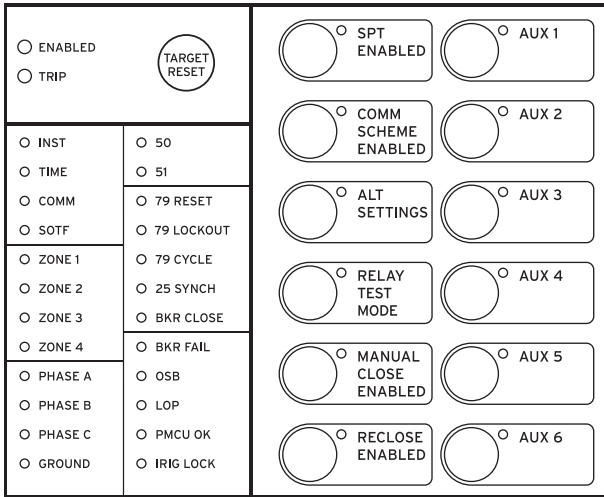 ENABLED
TRIP
TARGET
RESET
INST
TIME
COMM
SOTF
ZONE 1
ZONE 2
ZONE 3
ZONE 4
PHASE A
PHASE B
PHASE C
GROUND
50
51
79 RESET
79 LOCKOUT
79 CYCLE
25 SYNCH
BKR CLOSE
BKR FAIL
OSB
LOP
PMCU OK
IRIG LOCK
SPT
ENABLED
COMM
SCHEME
ENABLED
ALT
SETTINGS
RELAY
TEST
MODE
MANUAL
CLOSE
ENABLED
RECLOSE
ENABLED
AUX 1
AUX 2
AUX 3
AUX 4
AUX 5
AUX 6